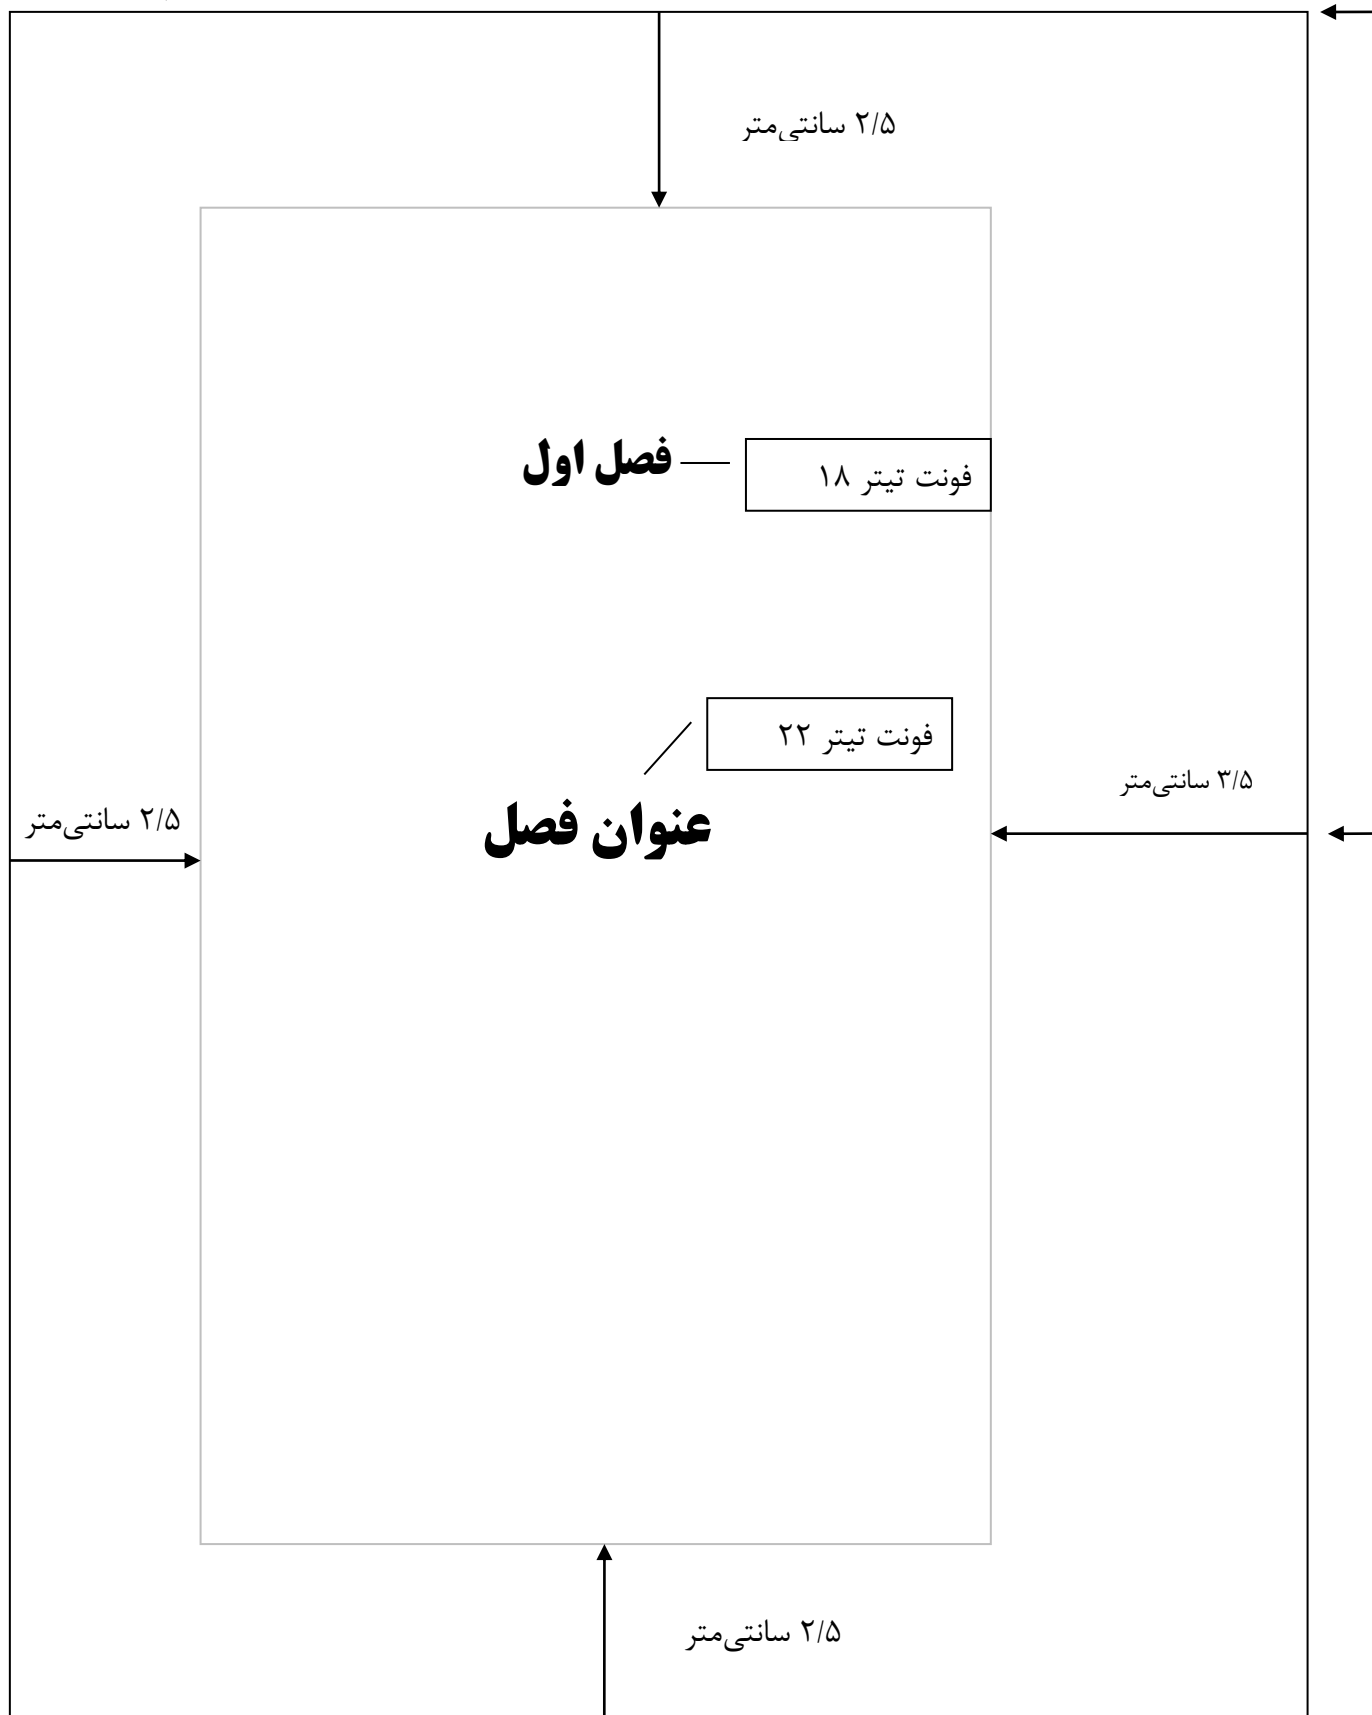 ۲/۵ سانتی‌متر
فونت تیتر ۱۸
فصل اول
فونت تیتر ۲۲
۳/۵ سانتی‌متر
عنوان فصل
۲/۵ سانتی‌متر
۲/۵ سانتی‌متر